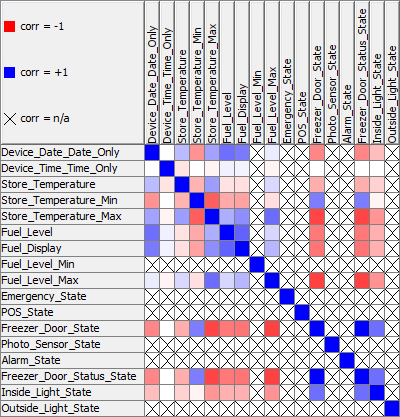 corr = -1
corr = +1
corr = n/a
Device_Date_Date_Only
Device_Time_Time_Only
Store_Temperature
Store_Temperature_Min
Store_Temperature_Max
Fuel_Level
Fuel_Display
Fuel_Level_Min
Fuel_Level_Max
Emergency_State
POS_State
Freezer_Door_State
Photo_Sensor_State
Alarm_State
Freezer_Door_Status_State
Inside_Light_State
Outside_Light_State
Device_Date_Date_Only
Device_Time_Time_Only
Store_Temperature
Store_Temperature_Min
Store_Temperature_Max
Fuel_Level
Fuel_Display
Fuel_Level_Min
Fuel_Level_Max
Emergency_State
POS_State
Freezer_Door_State
Photo_Sensor_State
Alarm_State
Freezer_Door_Status_State
Inside_Light_State
Outside_Light_State